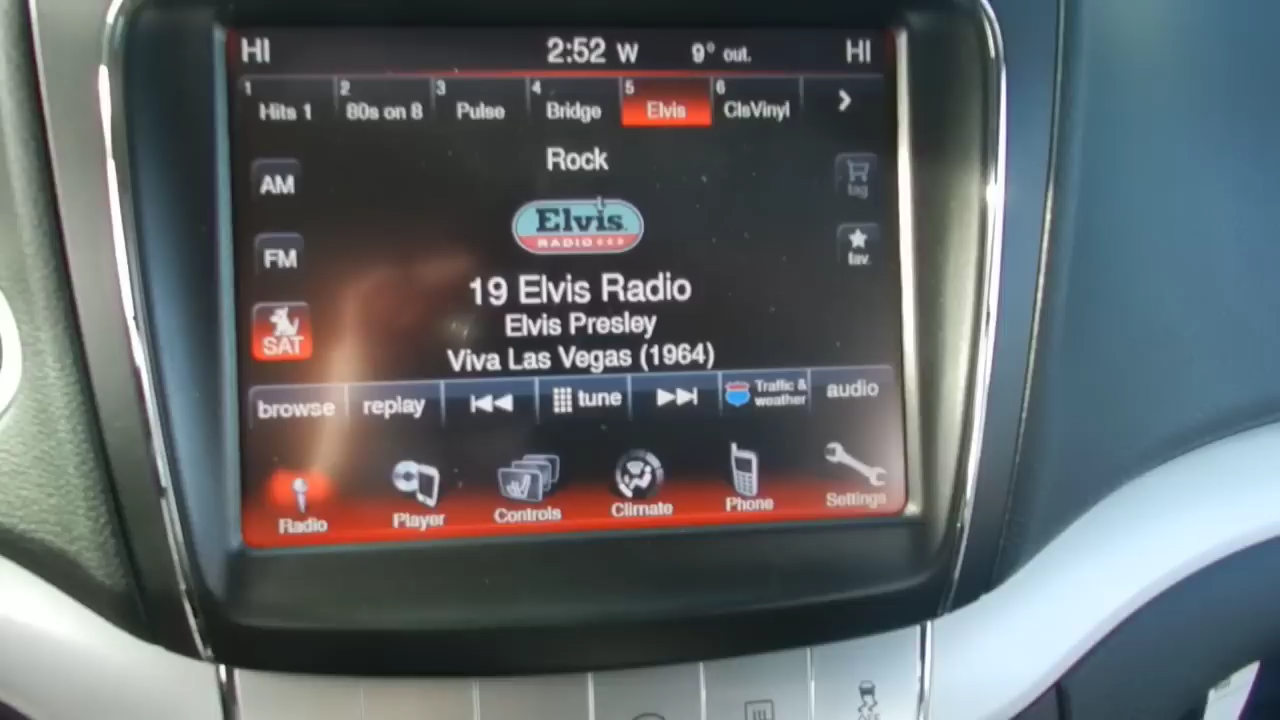 HI 2:52 W 9° out. HI
1 Hits 1 2 80s on 8 3 Pulse 4 Bridge 5 Elvis 6 ClsVinyl
Rock
AM
tag
Elvis
RADIO
FM
fav.
19 Elvis Radio
Elvis Presley
SAT
Viva Las Vegas (1964)
browse replay tune Traffic & weather audio
Radio Player Controls Climate Phone Settings
OFF